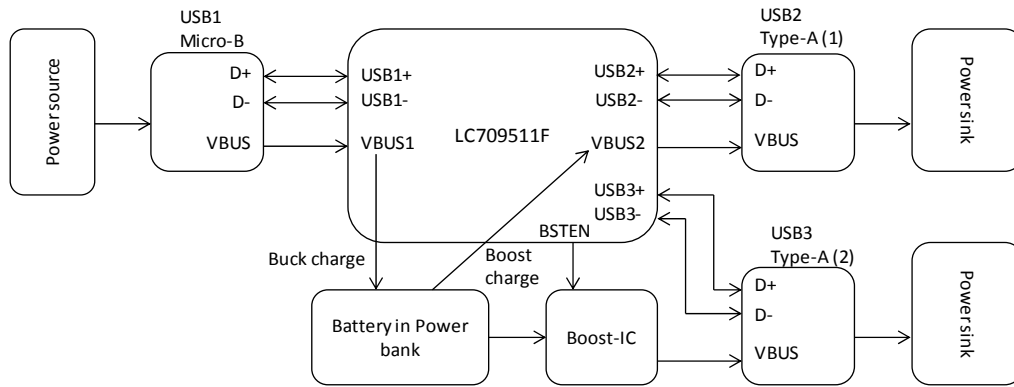 USB1
Micro-B
USB2
Type-A (1)
Power source
D+
D-
VBUS
USB1+
USB1-
VBUS1
LC709511F
USB2+
USB2-
VBUS2
USB3+
USB3-
BSTEN
D+
D-
VBUS
Power sink
Buck charge
Boost
charge
USB3
Type-A (2)
Battery in Power
bank
Boost-IC
D+
D-
VBUS
Power sink